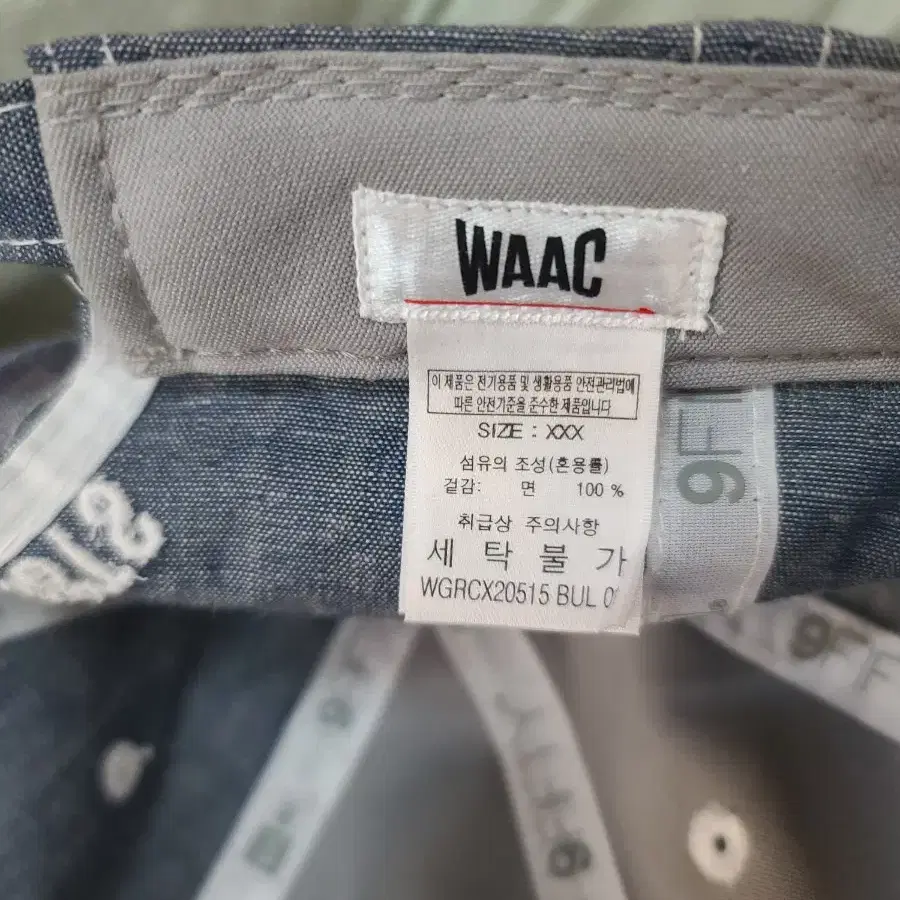 WAAC
이 제품은 전기용품 및 생활용품 안전관리법에
따른 안전기준을 준수한 제품입니다
SIZE : XXX
섬유의 조성(혼용률)
겉감: 면 100 %
취급상 주의사항
세탁불가
WGRCX20515 BUL
9F
9FF